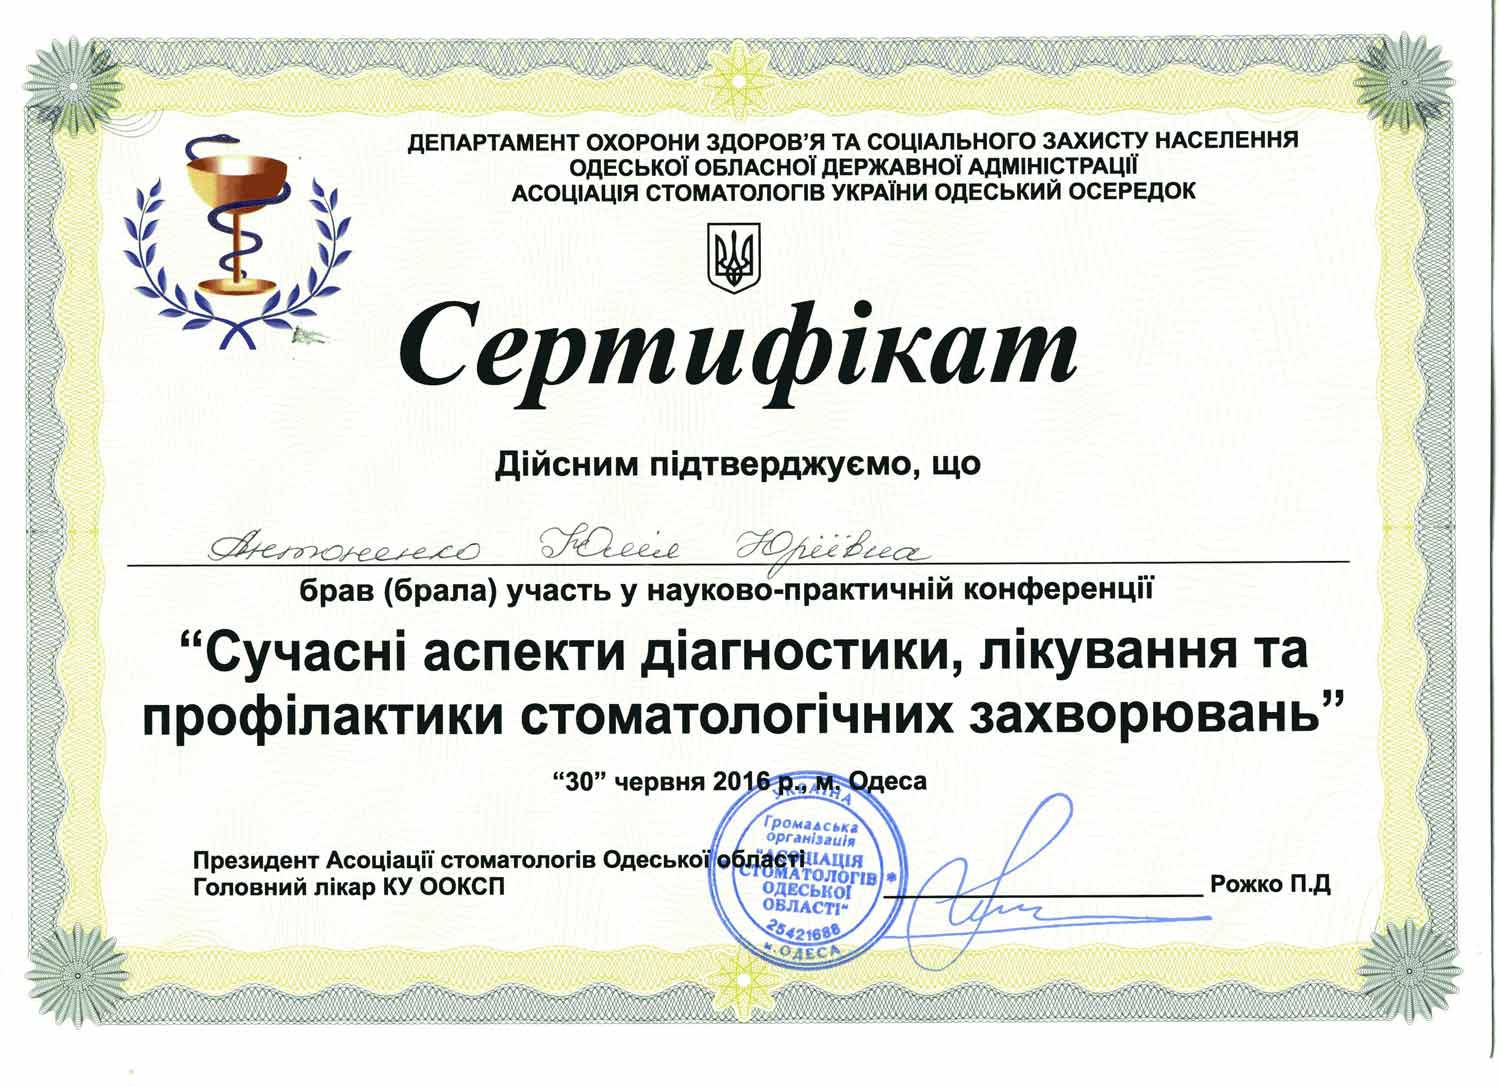 ДЕПАРТАМЕНТ ОХОРОНИ ЗДОРОВ'Я ТА СОЦІАЛЬНОГО ЗАХИСТУ НАСЕЛЕННЯ
ОДЕСЬКОЇ ОБЛАСНОЇ ДЕРЖАВНОЇ АДМІНІСТРАЦІЇ
АСОЦІАЦІЯ СТОМАТОЛОГІВ УКРАЇНИ ОДЕСЬКИЙ ОСЕРЕДОК
Сертифікат
Дійсним підтверджуємо, що
Антоненко Юлія Юріївна
брав (брала) участь у науково-практичній конференції
“Сучасні аспекти діагностики, лікування та
профілактики стоматологічних захворювань”
“30” червня 2016 р., м. Одеса
Президент Асоціації стоматологів Одеської області
Головний лікар КУ ООКСП
Рожко П.Д
УКРАЇНА
Громадська
організація
"АСОЦІАЦІЯ
СТОМАТОЛОГІВ
ОДЕСЬКОЇ
ОБЛАСТІ"
25421688
м. ОДЕСА